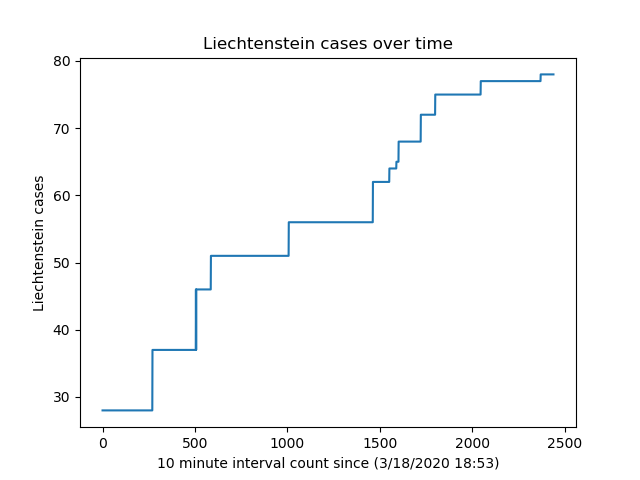 Liechtenstein cases over time
80
70
60
50
40
30
Liechtenstein cases
0 500 1000 1500 2000 2500
10 minute interval count since (3/18/2020 18:53)